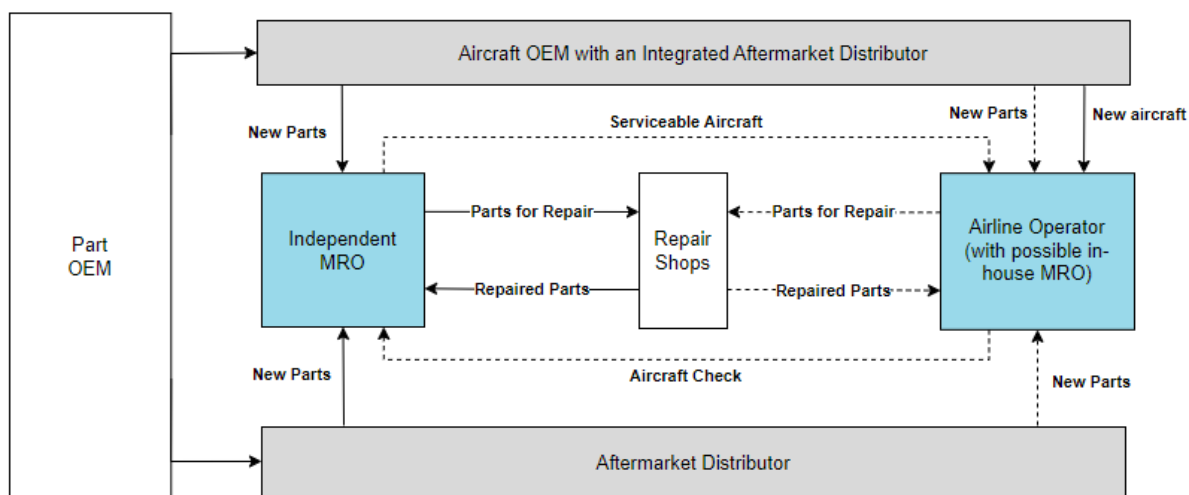 Aircraft OEM with an Integrated Aftermarket Distributor
New Parts
Serviceable Aircraft
New Parts
New aircraft
Part
OEM
Independent
MRO
Parts for Repair
Repaired Parts
Repair
Shops
Parts for Repair
Repaired Parts
Airline Operator
(with possible in-
house MRO)
New Parts
Aircraft Check
New Parts
Aftermarket Distributor